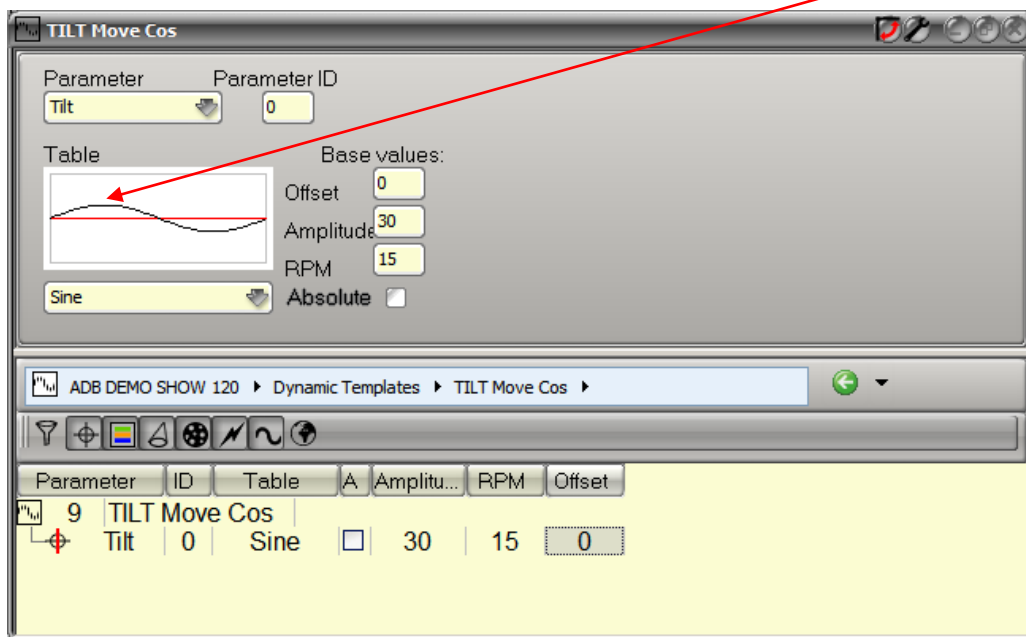 TILT Move Cos
Parameter Parameter ID
Tilt 0
Table Base values:
Offset 0
Amplitude 30
RPM 15
Sine Absolute
ADB DEMO SHOW 120 Dynamic Templates TILT Move Cos
Parameter ID Table A Amplitu... RPM Offset
9 TILT Move Cos
Tilt 0 Sine 30 15 0